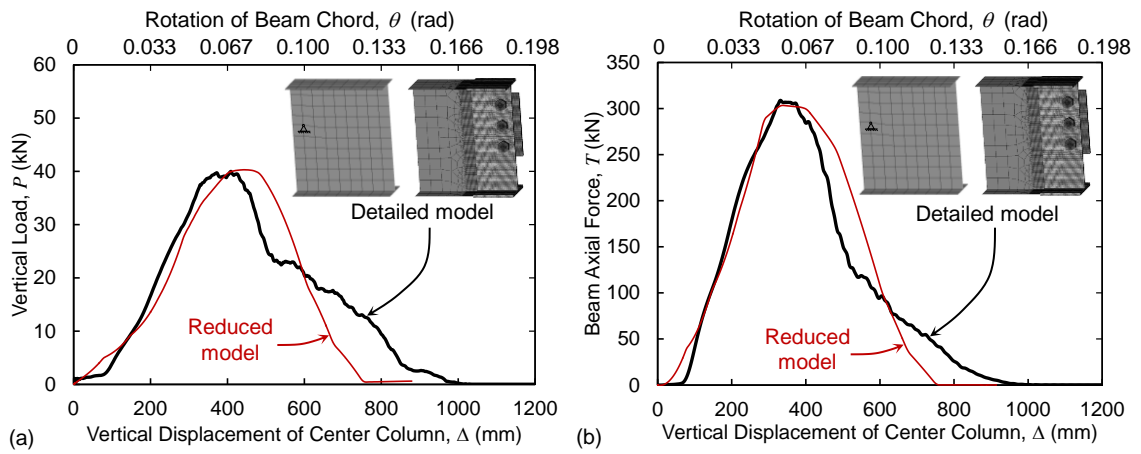 Rotation of Beam Chord, θ (rad)
0 0.033 0.067 0.100 0.133 0.166 0.198
60
50
40
30
20
10
0
Vertical Load, P (kN)
Detailed model
Reduced
model
0 200 400 600 800 1000 1200
(a) Vertical Displacement of Center Column, Δ (mm)
Rotation of Beam Chord, θ (rad)
0 0.033 0.067 0.100 0.133 0.166 0.198
350
300
250
200
150
100
50
0
Beam Axial Force, T (kN)
Detailed model
Reduced
model
0 200 400 600 800 1000 1200
(b) Vertical Displacement of Center Column, Δ (mm)